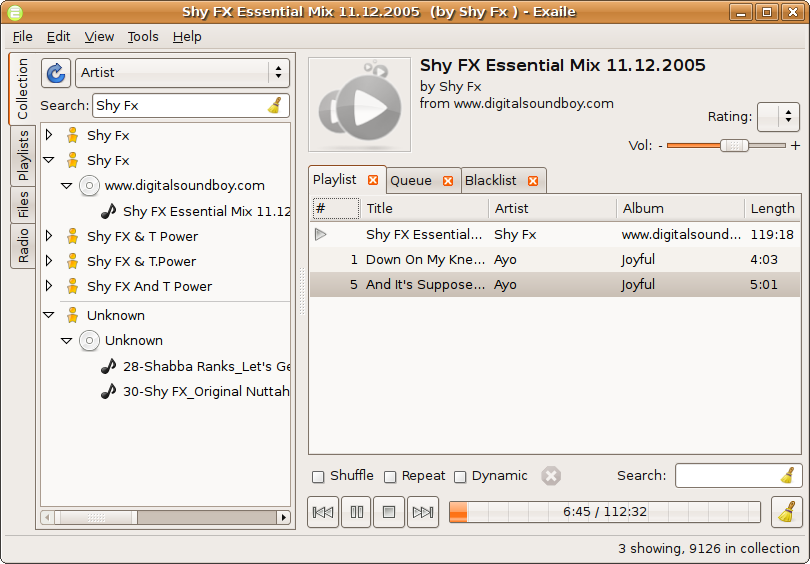 Shy FX Essential Mix 11.12.2005 (by Shy Fx ) - Exaile
File Edit View Tools Help
Collection
Playlists
Files
Radio
Artist
Search: Shy Fx
Shy Fx
Shy Fx
www.digitalsoundboy.com
Shy FX Essential Mix 11.12
Shy FX & T Power
Shy FX & T.Power
Shy FX And T Power
Unknown
Unknown
28-Shabba Ranks_Let's Ge
30-Shy FX_Original Nuttah
Shy FX Essential Mix 11.12.2005
by Shy Fx
from www.digitalsoundboy.com
Rating:
Vol: - +
Playlist Queue Blacklist
# Title Artist Album Length
Shy FX Essential... Shy Fx www.digitalsound... 119:18
1 Down On My Kne... Ayo Joyful 4:03
5 And It's Suppose... Ayo Joyful 5:01
Shuffle Repeat Dynamic Search:
6:45 / 112:32
3 showing, 9126 in collection